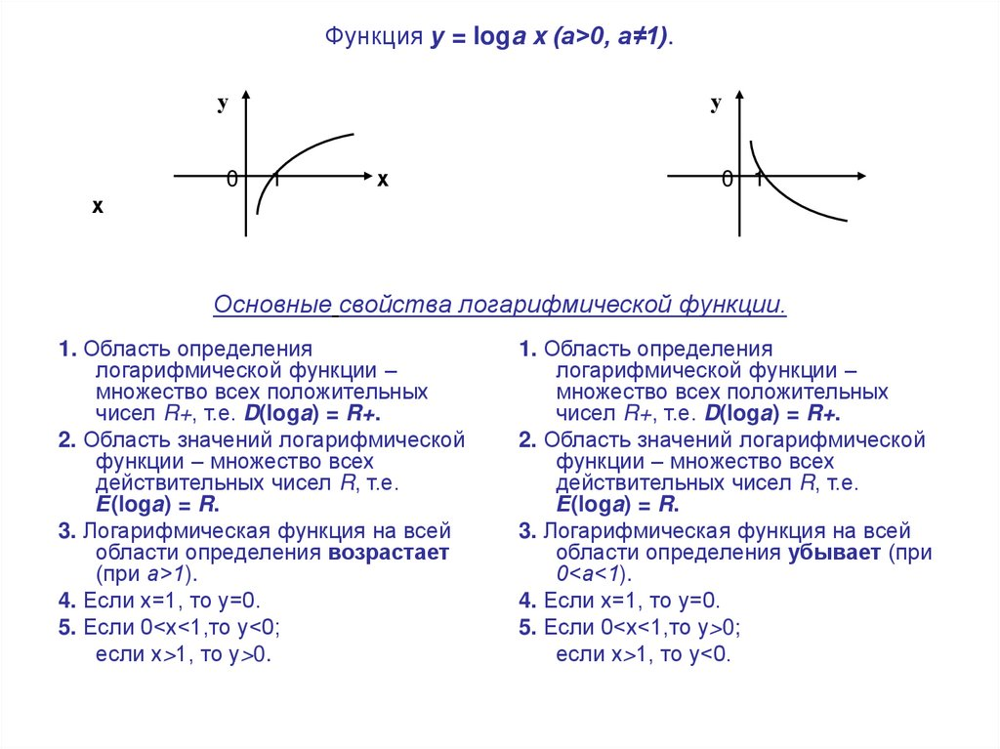 Функция y = loga x (a>0, a≠1).
y
y
0 1 x
0 1
x
Основные свойства логарифмической функции.
1. Область определения
логарифмической функции –
множество всех положительных
чисел R+, т.е. D(loga) = R+.
2. Область значений логарифмической
функции – множество всех
действительных чисел R, т.е.
E(loga) = R.
3. Логарифмическая функция на всей
области определения возрастает
(при a>1).
4. Если x=1, то y=0.
5. Если 0<x<1,то y<0;
если x>1, то y>0.
1. Область определения
логарифмической функции –
множество всех положительных
чисел R+, т.е. D(loga) = R+.
2. Область значений логарифмической
функции – множество всех
действительных чисел R, т.е.
E(loga) = R.
3. Логарифмическая функция на всей
области определения убывает (при
0<a<1).
4. Если x=1, то y=0.
5. Если 0<x<1,то y>0;
если x>1, то y<0.